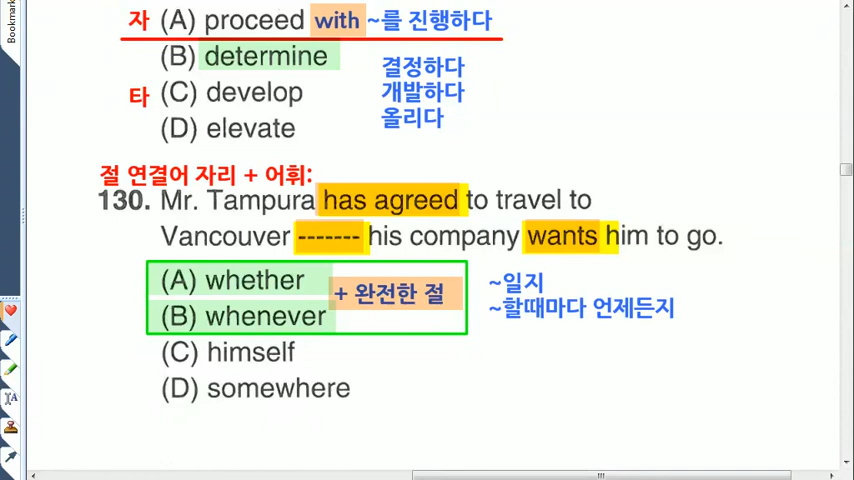 Bookmark
자 (A) proceed with ~를 진행하다
(B) determine 결정하다
타 (C) develop 개발하다
(D) elevate 올리다
절 연결어 자리 + 어휘:
130. Mr. Tampura has agreed to travel to
Vancouver ------- his company wants him to go.
(A) whether + 완전한 절 ~일지
(B) whenever ~할때마다 언제든지
(C) himself
(D) somewhere